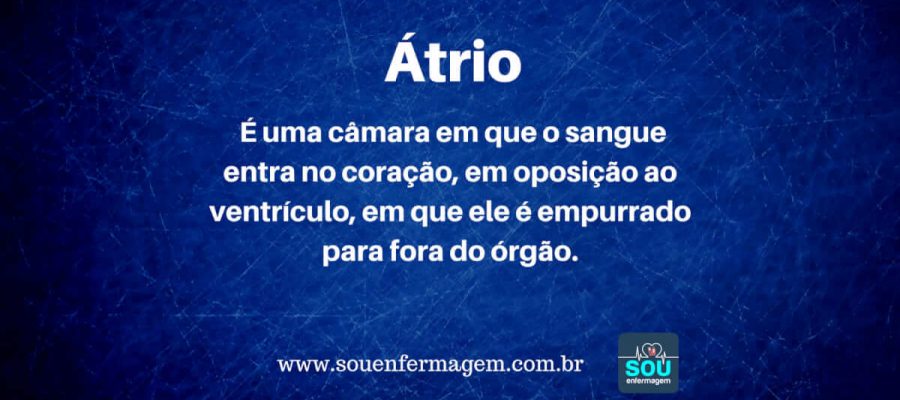 Átrio
É uma câmara em que o sangue
entra no coração, em oposição ao
ventrículo, em que ele é empurrado
para fora do órgão.
www.souenfermagem.com.br
SOU
enfermagem